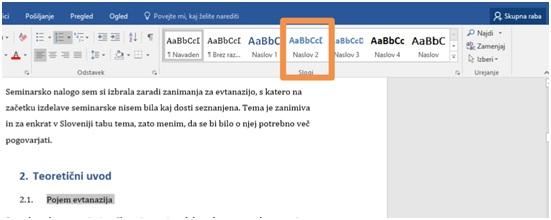 ici Pošiljanje Pregled Ogled Povejte mi, kaj želite narediti Skupna raba
AaBbCcI AaBbCcI AaBbC AaBbCcI AaBbCcD AaBbCc AaBbCc Najdi
¶ Navaden ¶ Brez raz... Naslov 1 Naslov 2 Naslov 3 Naslov 4 Naslov Zamenjaj
Izberi
Odstavek Slogi Urejanje
Seminarsko nalogo sem si izbrala zaradi zanimanja za evtanazijo, s katero na
začetku izdelave seminarske nisem bila kaj dosti seznanjena. Tema je zanimiva
in za enkrat v Sloveniji tabu tema, zato menim, da se bi bilo o njej potrebno več
pogovarjati.
2. Teoretični uvod
2.1. Pojem evtanazija